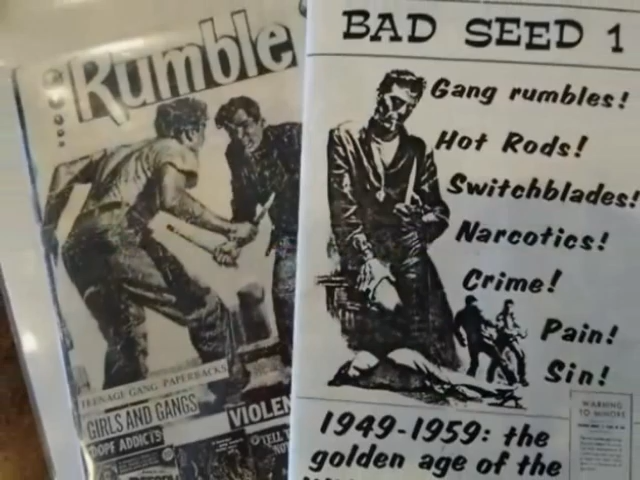 Rumble
TEENAGE GANG PAPERBACKS
GIRLS AND GANGS
VIOLEN
DOPE ADDICTS
TELL
BAD SEED 1
Gang rumbles!
Hot Rods!
Switchblades!
Narcotics!
Crime!
Pain!
Sin!
WARNING
TO MINORS
1949-1959: the
golden age of the